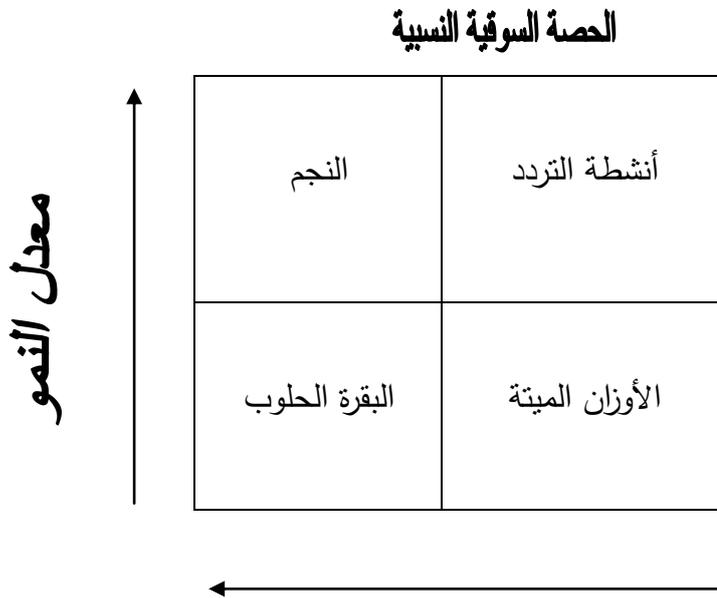 الحصة السوقية النسبية
معدل النمو
أنشطة التردد
النجم
الأوزان الميتة
البقرة الحلوب